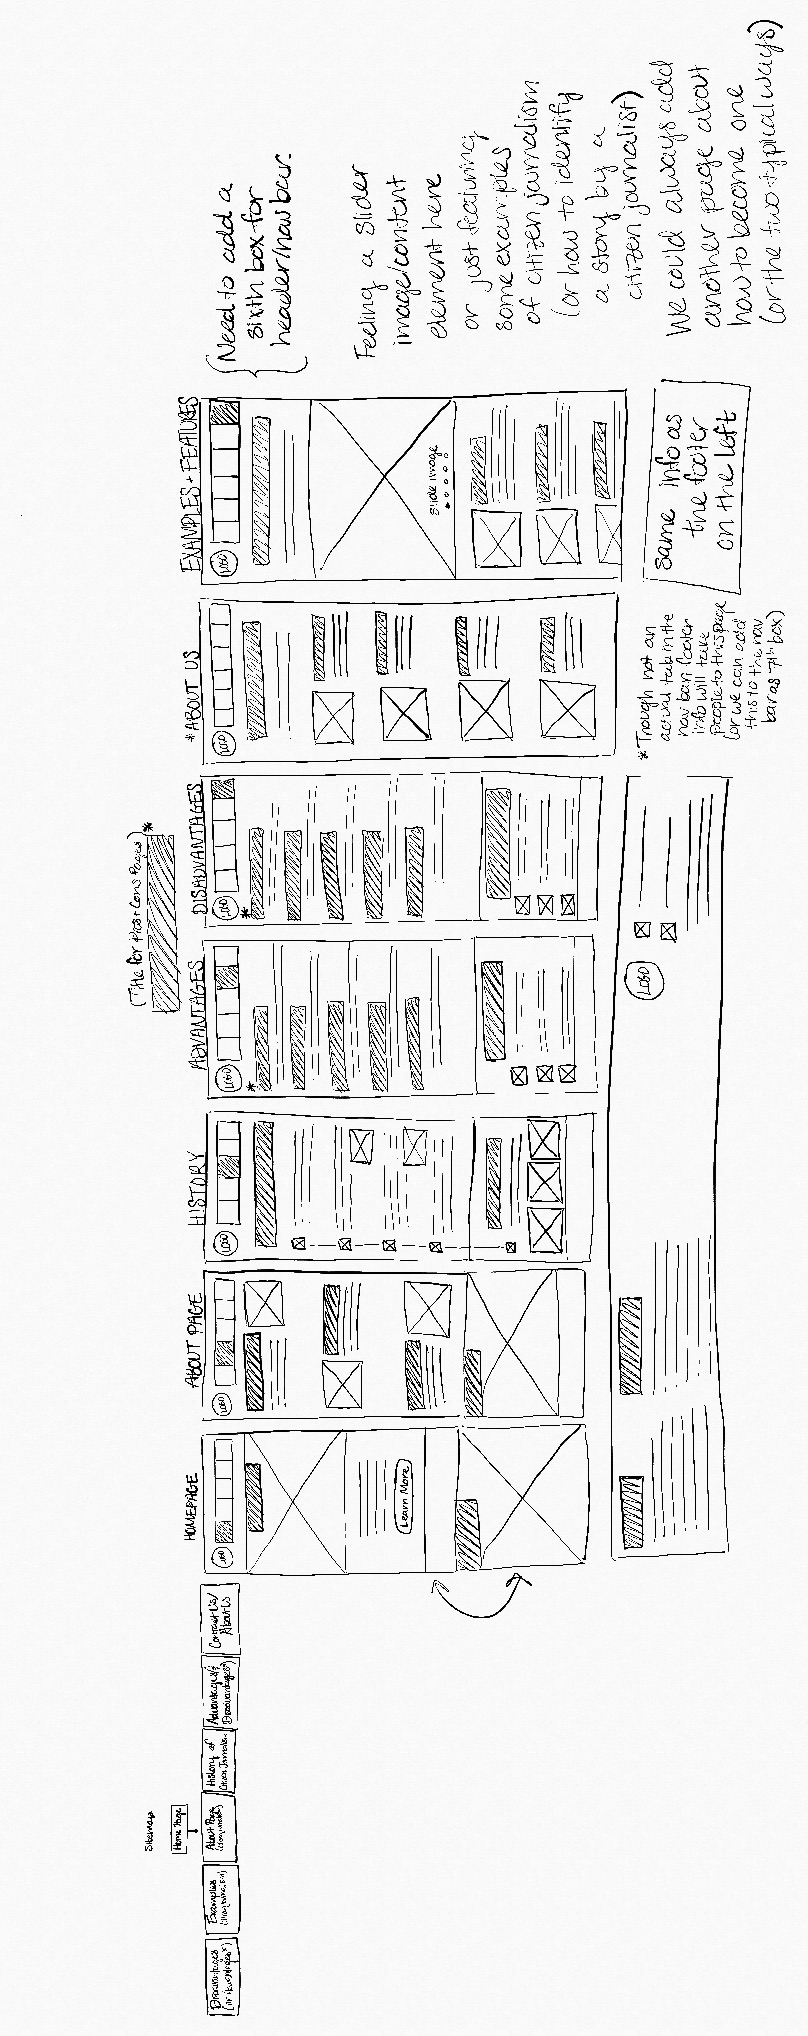 Sitemap
Home Page
Disadvantages
(or Advantages*)
Examples
About Page
History of
Citizen Journalism
Advantages/
Disadvantages*
Contact Us/
About Us
HOMEPAGE
LOGO
Learn More
ABOUT PAGE
LOGO
HISTORY
LOGO
(Title for Pros + Cons Pages)
*
ADVANTAGES
LOGO
*
DISADVANTAGES
LOGO
*
*ABOUT US
LOGO
EXAMPLES + FEATURES
LOGO
slide image
LOGO
*Trough not an
actual tab in the
nav bar, footer
info will take
people to this page
(or we can add
this to the nav
bar as 7th box)
same info as
the footer
on the left
Need to add a
sixth box for
header/nav bar.
Feeling a slider
image/content
element here
or just featuring
some examples
of citizen journalism
(or how to identify
a story by a
citizen journalist)
We could always add
another page about
how to become one
(or the two typical ways)